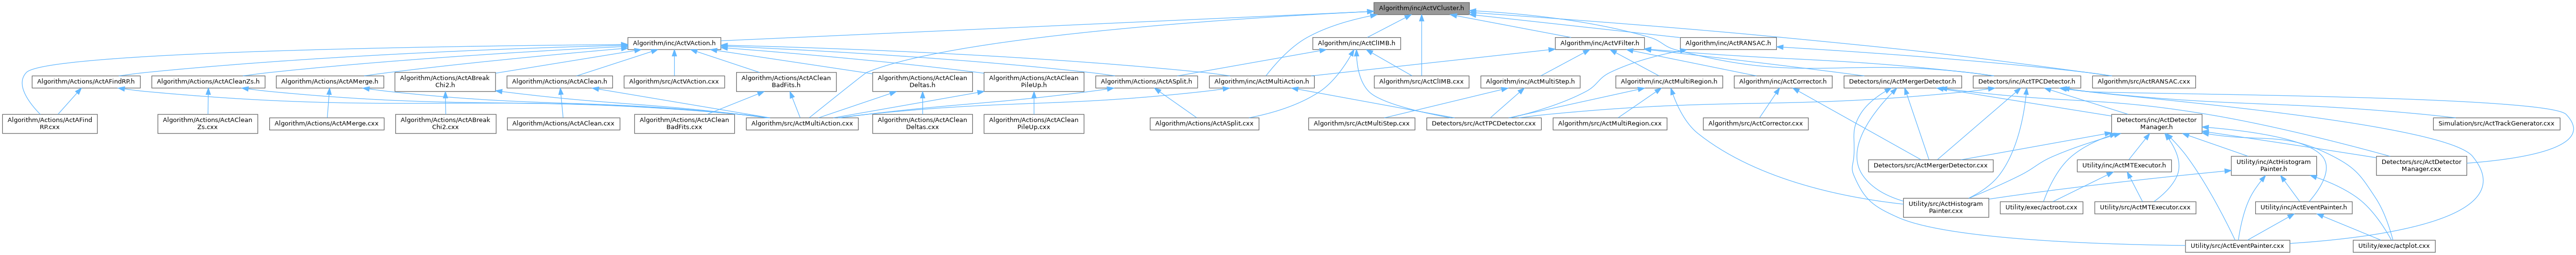 Algorithm/inc/ActVCluster.h
Algorithm/inc/ActVAction.h
Algorithm/inc/ActCIIMB.h
Algorithm/inc/ActVFilter.h
Algorithm/inc/ActRANSAC.h
Algorithm/Actions/ActAFindRP.h
Algorithm/Actions/ActACleanZs.h
Algorithm/Actions/ActAMerge.h
Algorithm/Actions/ActABreak
Chi2.h
Algorithm/Actions/ActAClean.h
Algorithm/src/ActVAction.cxx
Algorithm/Actions/ActAClean
BadFits.h
Algorithm/Actions/ActAClean
Deltas.h
Algorithm/Actions/ActAClean
PileUp.h
Algorithm/Actions/ActASplit.h
Algorithm/inc/ActMultiAction.h
Algorithm/src/ActCIIMB.cxx
Algorithm/inc/ActMultiStep.h
Algorithm/inc/ActMultiRegion.h
Algorithm/inc/ActCorrector.h
Detectors/inc/ActMergerDetector.h
Detectors/inc/ActTPCDetector.h
Algorithm/src/ActRANSAC.cxx
Algorithm/Actions/ActAFind
RP.cxx
Algorithm/Actions/ActAClean
Zs.cxx
Algorithm/Actions/ActAMerge.cxx
Algorithm/Actions/ActABreak
Chi2.cxx
Algorithm/Actions/ActAClean.cxx
Algorithm/Actions/ActAClean
BadFits.cxx
Algorithm/src/ActMultiAction.cxx
Algorithm/Actions/ActAClean
Deltas.cxx
Algorithm/Actions/ActAClean
PileUp.cxx
Algorithm/Actions/ActASplit.cxx
Algorithm/src/ActMultiStep.cxx
Detectors/src/ActTPCDetector.cxx
Algorithm/src/ActMultiRegion.cxx
Algorithm/src/ActCorrector.cxx
Detectors/inc/ActDetector
Manager.h
Simulation/src/ActTrackGenerator.cxx
Detectors/src/ActMergerDetector.cxx
Utility/inc/ActMTExecutor.h
Utility/inc/ActHistogram
Painter.h
Detectors/src/ActDetector
Manager.cxx
Utility/src/ActHistogram
Painter.cxx
Utility/exec/actroot.cxx
Utility/src/ActMTExecutor.cxx
Utility/inc/ActEventPainter.h
Utility/src/ActEventPainter.cxx
Utility/exec/actplot.cxx